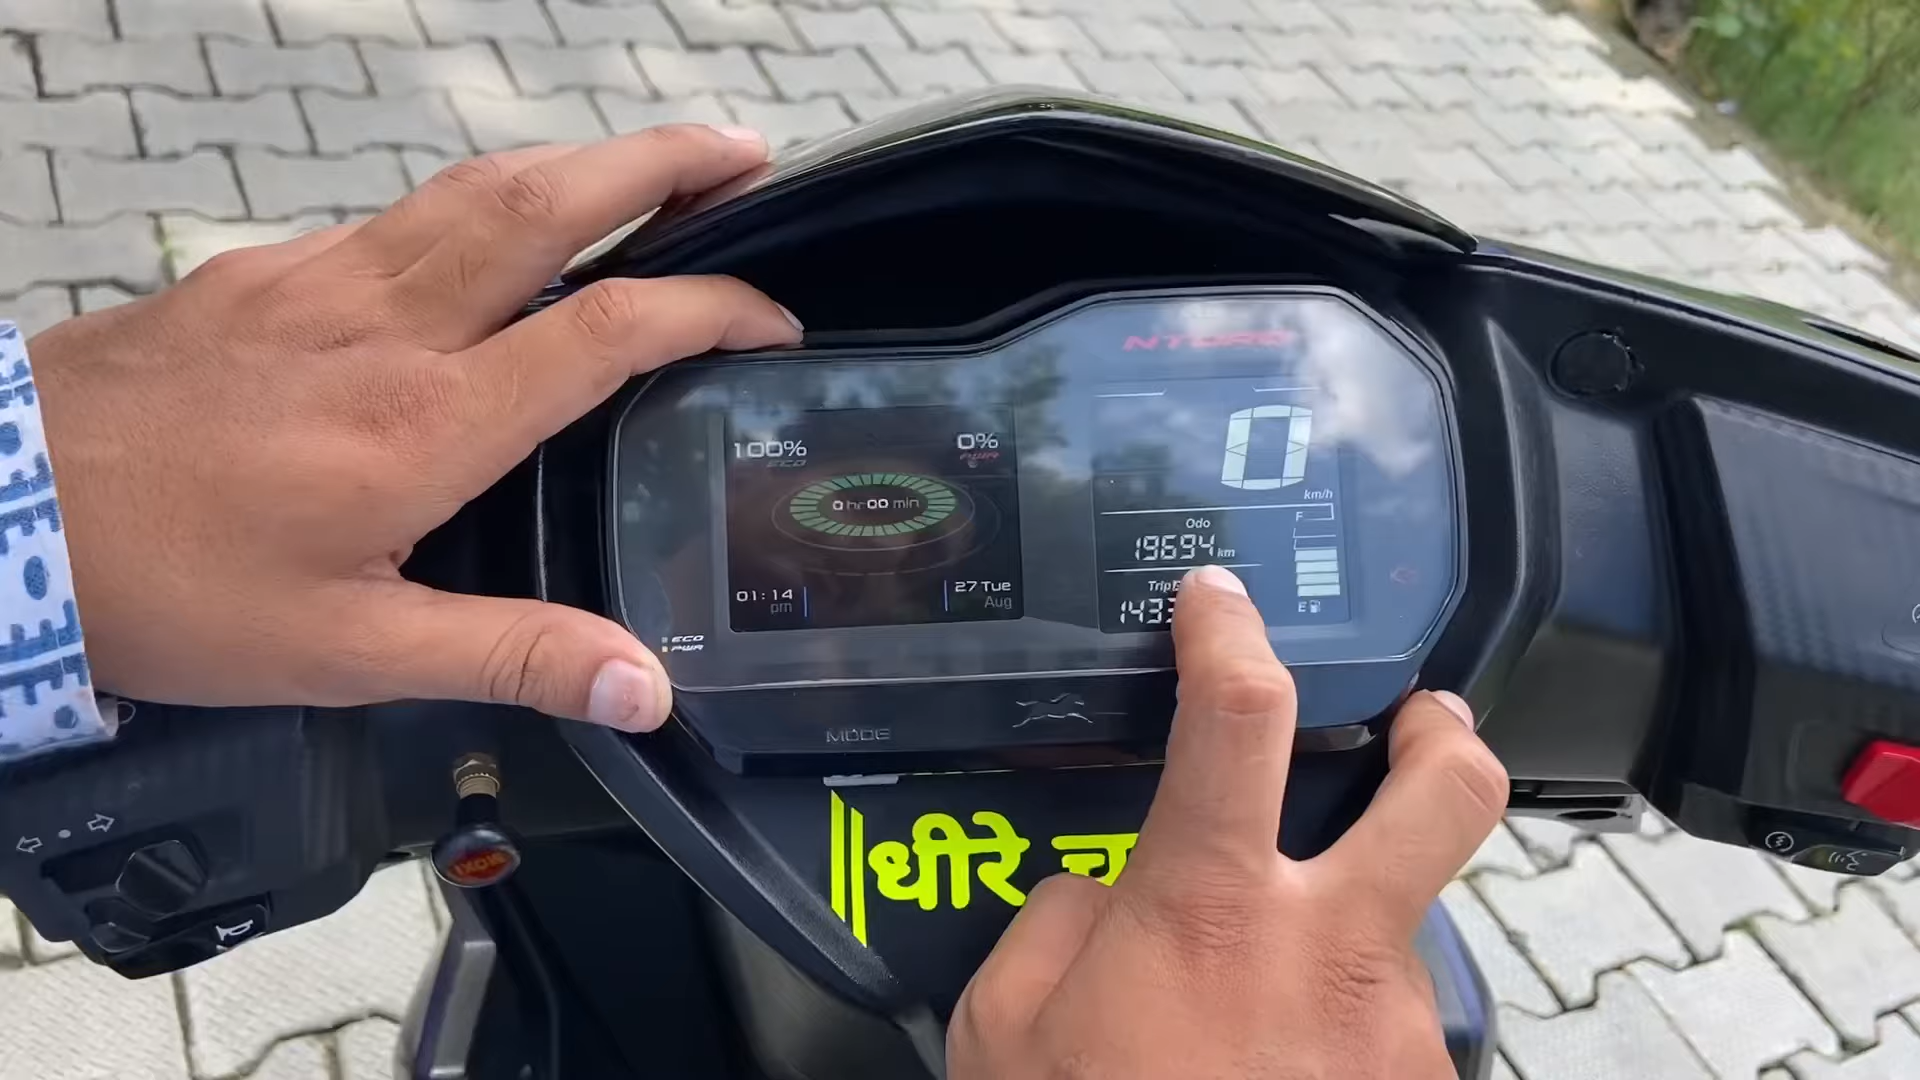 NTORQ
100%
ECO
0%
PWR
0 hr 00 min
01:14
pm
27 Tue
Aug
ECO
PWR
0
km/h
Odo
19694 km
F
Trip
E
MODE
धीरे